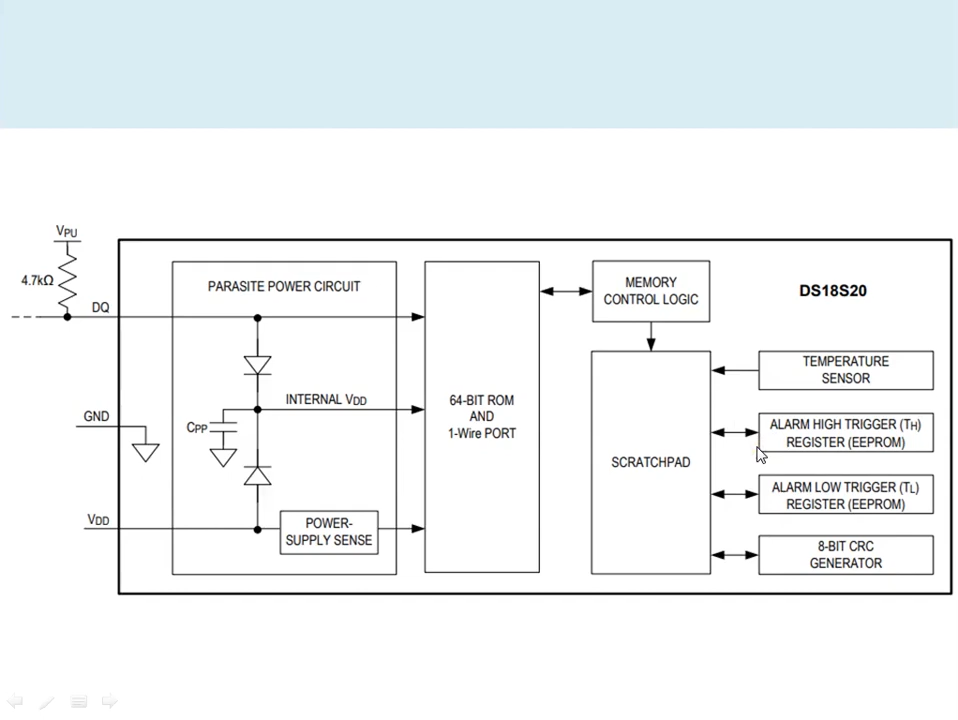 VPU
4.7kΩ
DQ
GND
VDD
PARASITE POWER CIRCUIT
INTERNAL VDD
CPP
POWER-
SUPPLY SENSE
64-BIT ROM
AND
1-Wire PORT
MEMORY
CONTROL LOGIC
SCRATCHPAD
DS18S20
TEMPERATURE
SENSOR
ALARM HIGH TRIGGER (TH)
REGISTER (EEPROM)
ALARM LOW TRIGGER (TL)
REGISTER (EEPROM)
8-BIT CRC
GENERATOR